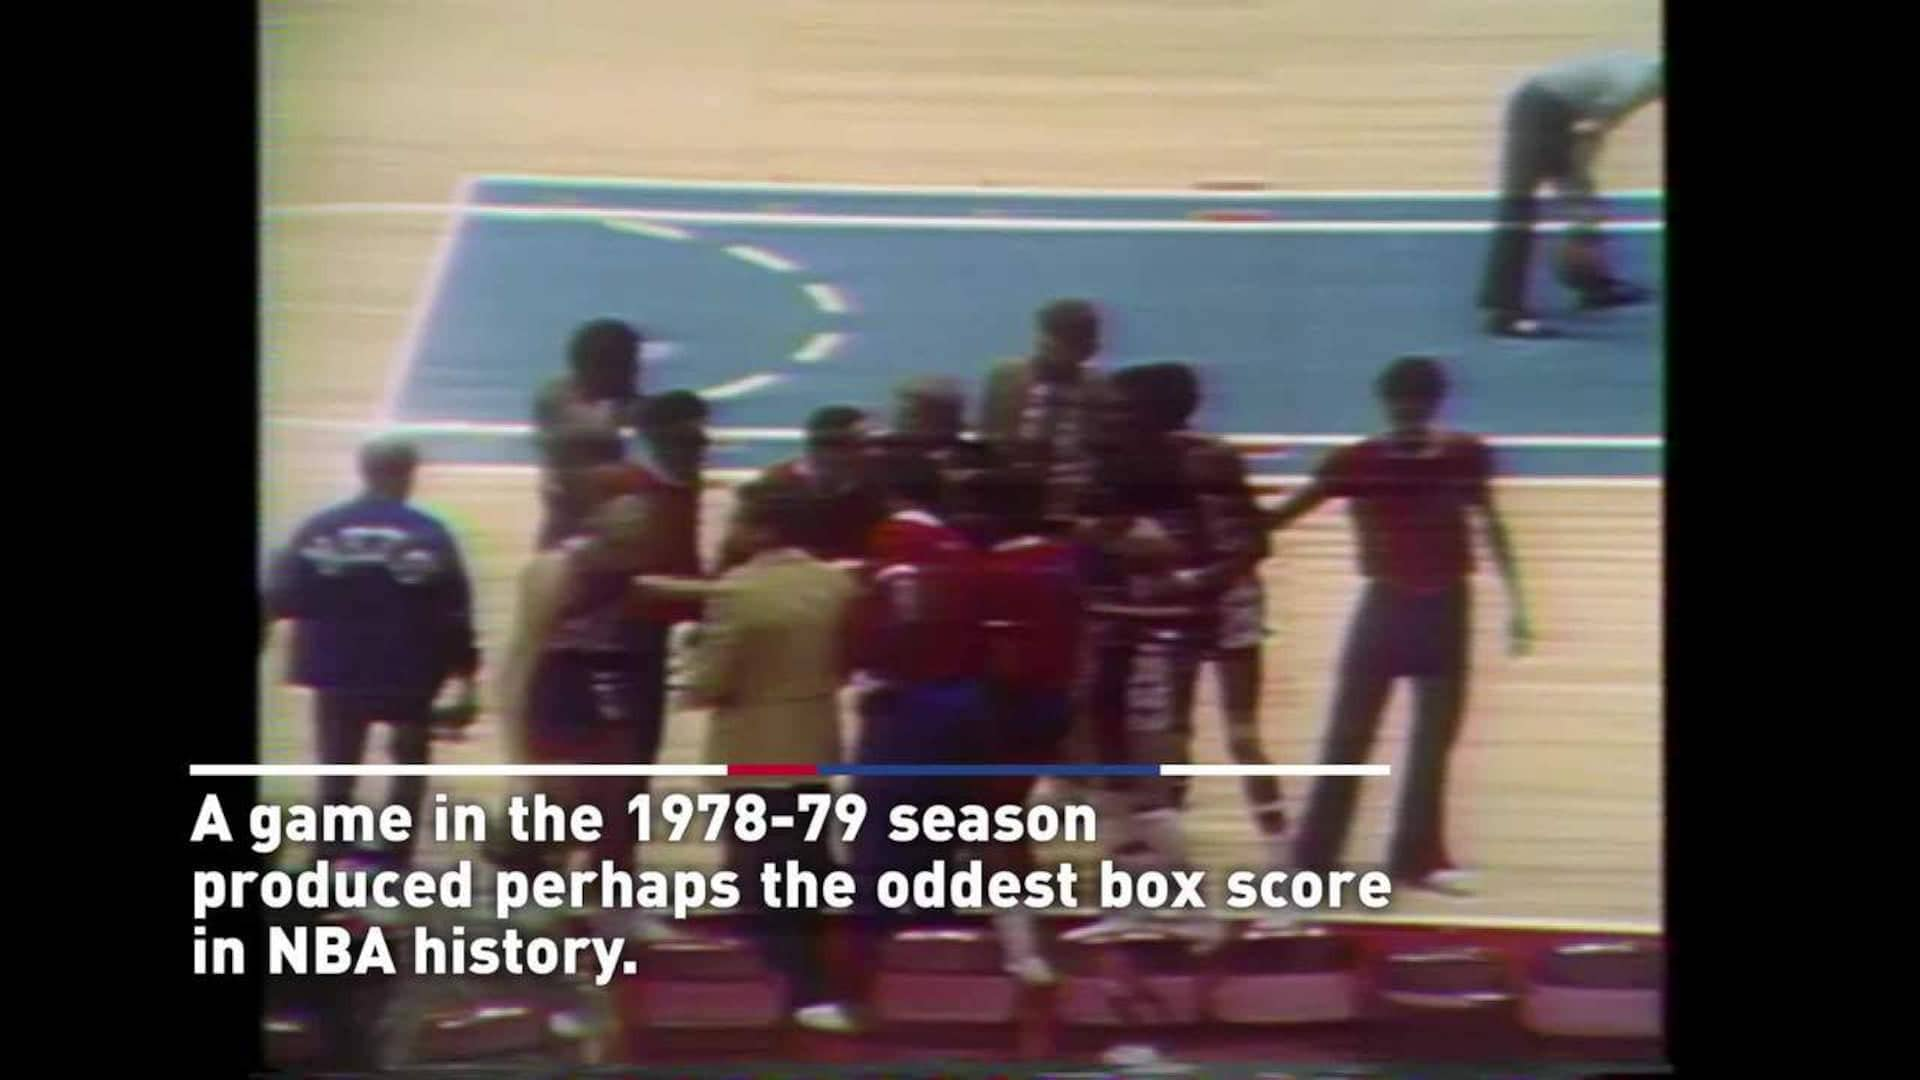 A game in the 1978-79 season
produced perhaps the oddest box score
in NBA history.